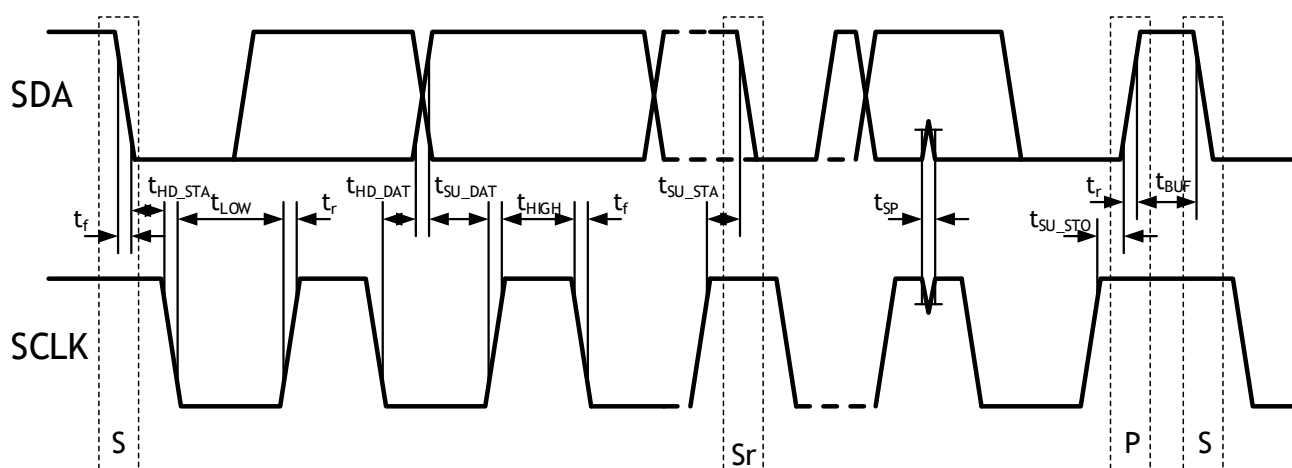 SDA
tHD_STA
tLOW
tf
tr
tHD_DAT
tSU_DAT
tHIGH
tf
tSU_STA
tSP
tr
tBUF
tSU_STO
SCLK
S
Sr
P
S